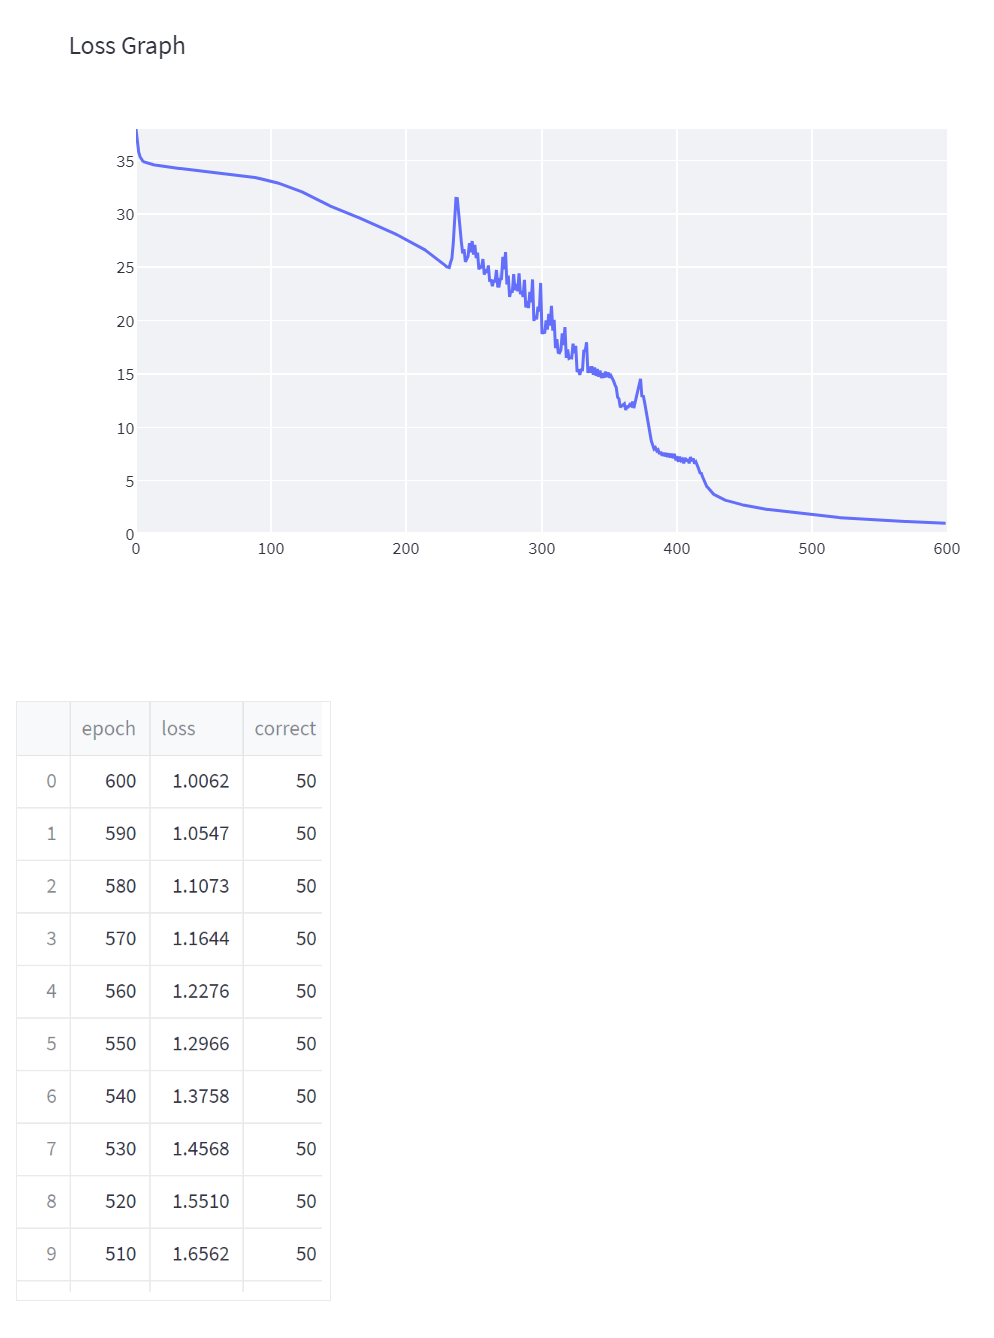 Loss Graph
35
30
25
20
15
10
5
0
0 100 200 300 400 500 600
epoch loss correct
0 600 1.0062 50
1 590 1.0547 50
2 580 1.1073 50
3 570 1.1644 50
4 560 1.2276 50
5 550 1.2966 50
6 540 1.3758 50
7 530 1.4568 50
8 520 1.5510 50
9 510 1.6562 50